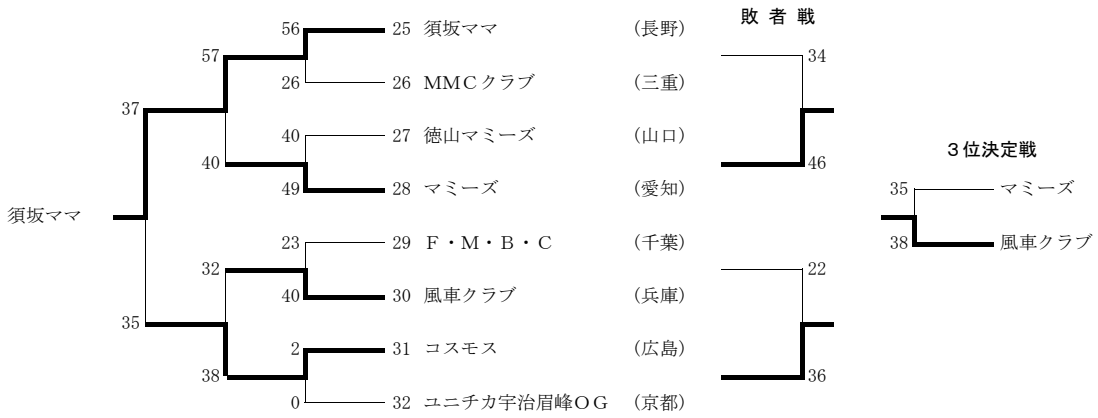 敗者戦
56 25 須坂ママ (長野)
57 34
26 26 MMCクラブ (三重)
37
40 27 徳山マミーズ (山口)
3位決定戦
40 46
49 28 マミーズ (愛知) 35 マミーズ
須坂ママ
23 29 F・M・B・C (千葉) 38 風車クラブ
32 22
40 30 風車クラブ (兵庫)
35
2 31 コスモス (広島)
38 36
0 32 ユニチカ宇治眉峰OG (京都)